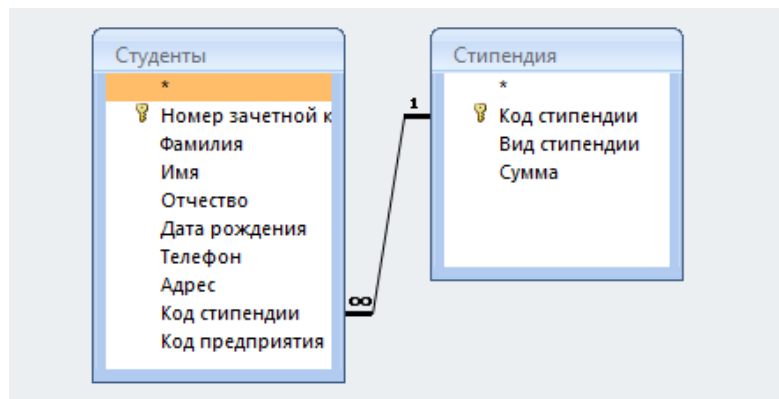 Студенты
*
Номер зачетной к
Фамилия
Имя
Отчество
Дата рождения
Телефон
Адрес
Код стипендии
Код предприятия
1
∞
Стипендия
*
Код стипендии
Вид стипендии
Сумма